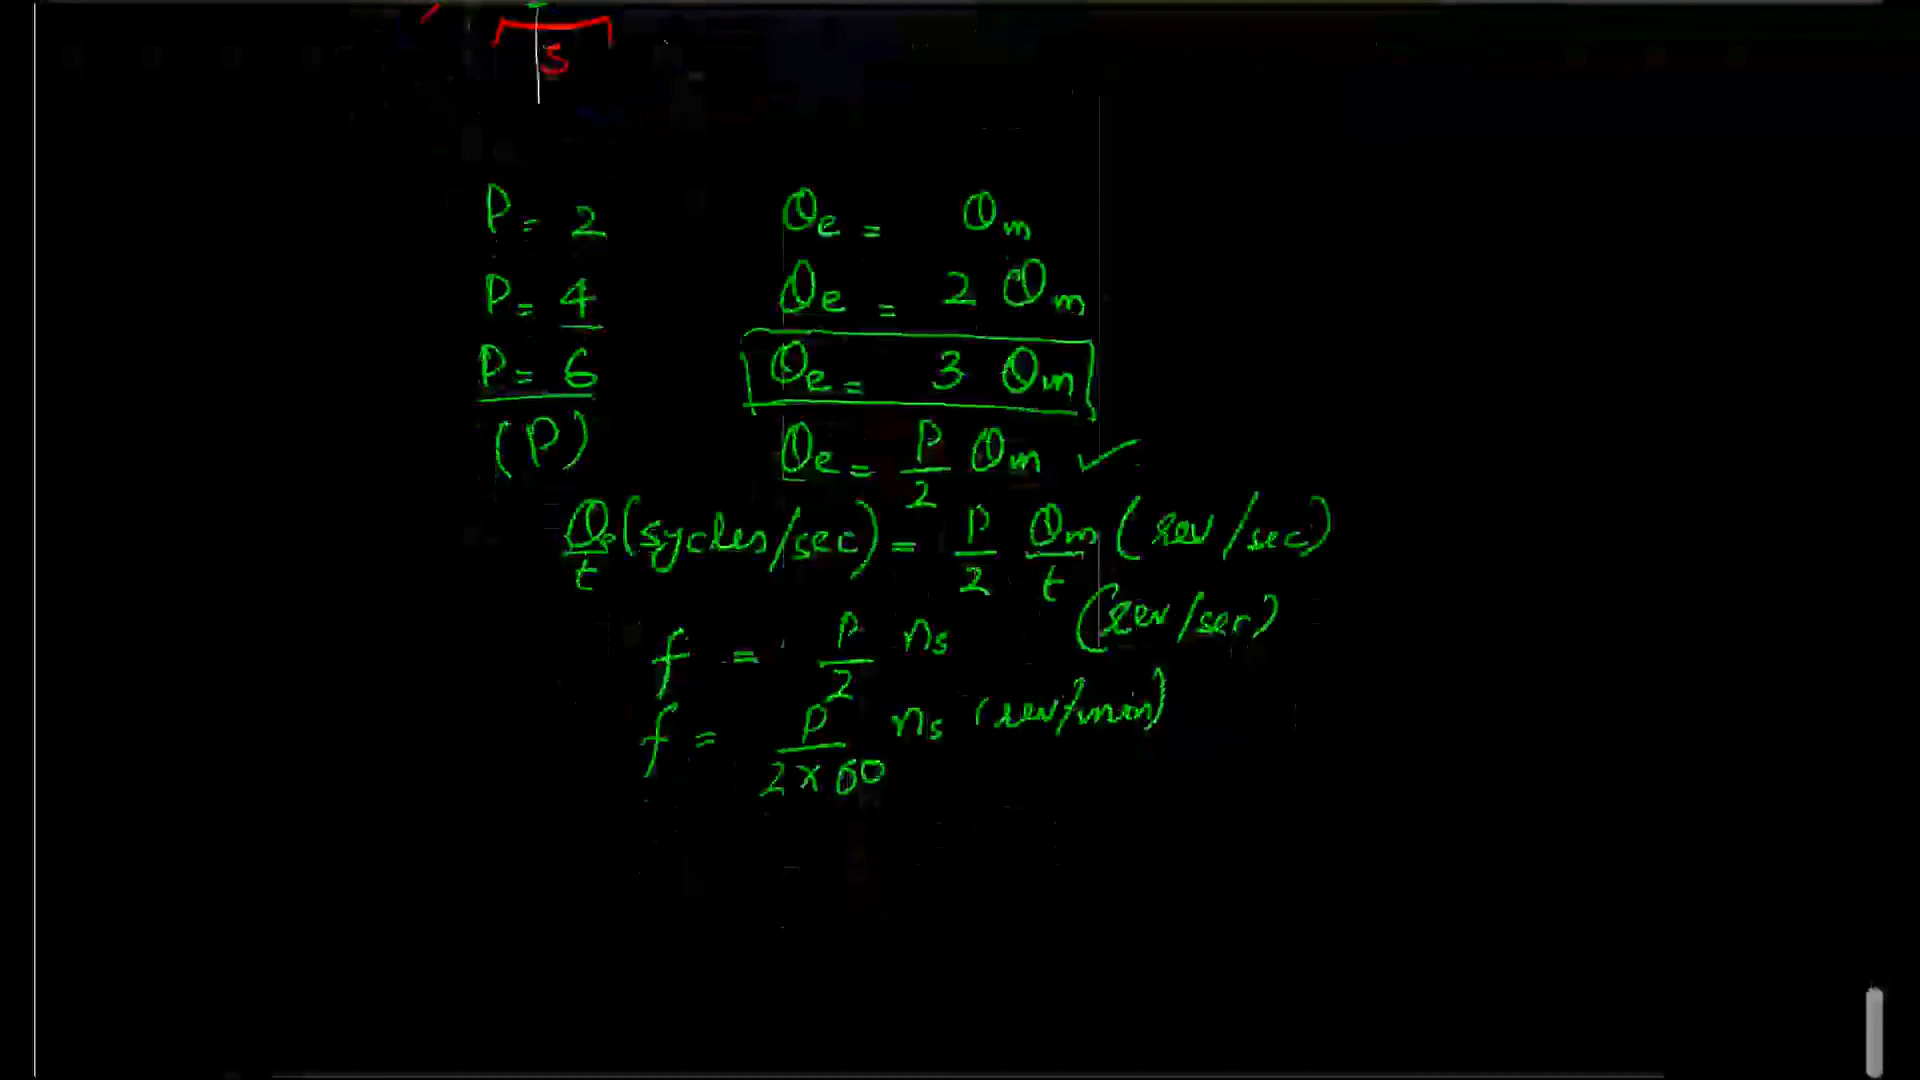 S
P = 2 θe = θm
P = 4 θe = 2 θm
P = 6 θe = 3 θm
(P) θe = P/2 θm ✓
θe/t (sycles/sec) = P/2 θm/t (rev/sec)
f = P/2 ns (rev/sec)
f = P/2×60 ns (rev/min)